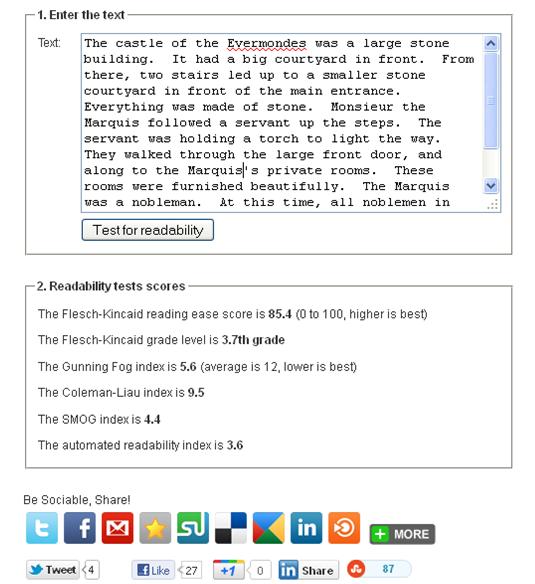 1. Enter the text
Text:
The castle of the Evermondes was a large stone
building.  It had a big courtyard in front.  From
there, two stairs led up to a smaller stone
courtyard in front of the main entrance.
Everything was made of stone.  Monsieur the
Marquis followed a servant up the steps.  The
servant was holding a torch to light the way.
They walked through the large front door, and
along to the Marquis's private rooms.  These
rooms were furnished beautifully.  The Marquis
was a nobleman.  At this time, all noblemen in
Test for readability
2. Readability tests scores
The Flesch-Kincaid reading ease score is 85.4 (0 to 100, higher is best)
The Flesch-Kincaid grade level is 3.7th grade
The Gunning Fog index is 5.6 (average is 12, lower is best)
The Coleman-Liau index is 9.5
The SMOG index is 4.4
The automated readability index is 3.6
Be Sociable, Share!
MORE
Tweet 4 Like 27 +1 0 in Share 87